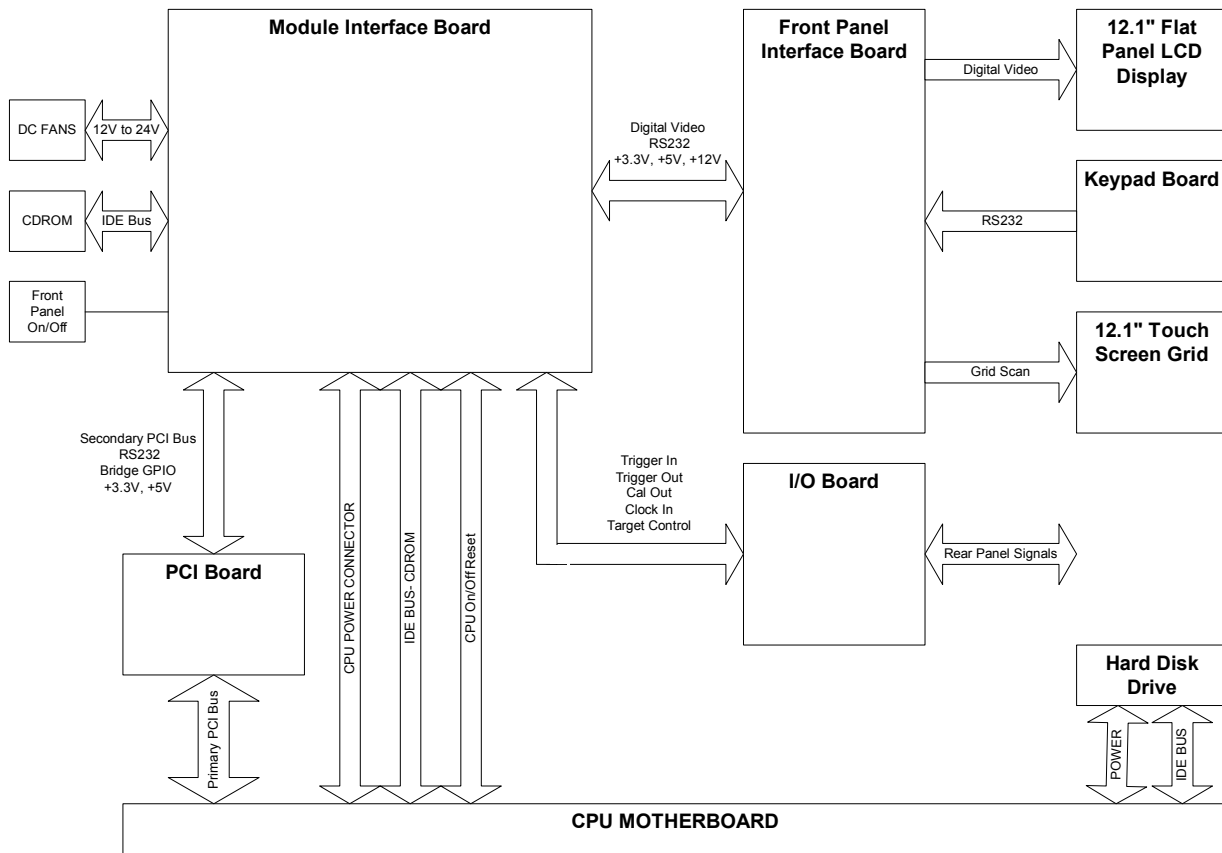 Module Interface Board
Front Panel
Interface Board
12.1" Flat
Panel LCD
Display
Digital Video
DC FANS
12V to 24V
Digital Video
RS232
+3.3V, +5V, +12V
Keypad Board
CDROM
IDE Bus
RS232
Front
Panel
On/Off
12.1" Touch
Screen Grid
Grid Scan
Secondary PCI Bus
RS232
Bridge GPIO
+3.3V, +5V
Trigger In
Trigger Out
Cal Out
Clock In
Target Control
I/O Board
Rear Panel Signals
PCI Board
CPU POWER CONNECTOR
IDE BUS- CDROM
CPU On/Off Reset
Hard Disk
Drive
Primary PCI Bus
POWER
IDE BUS
CPU MOTHERBOARD